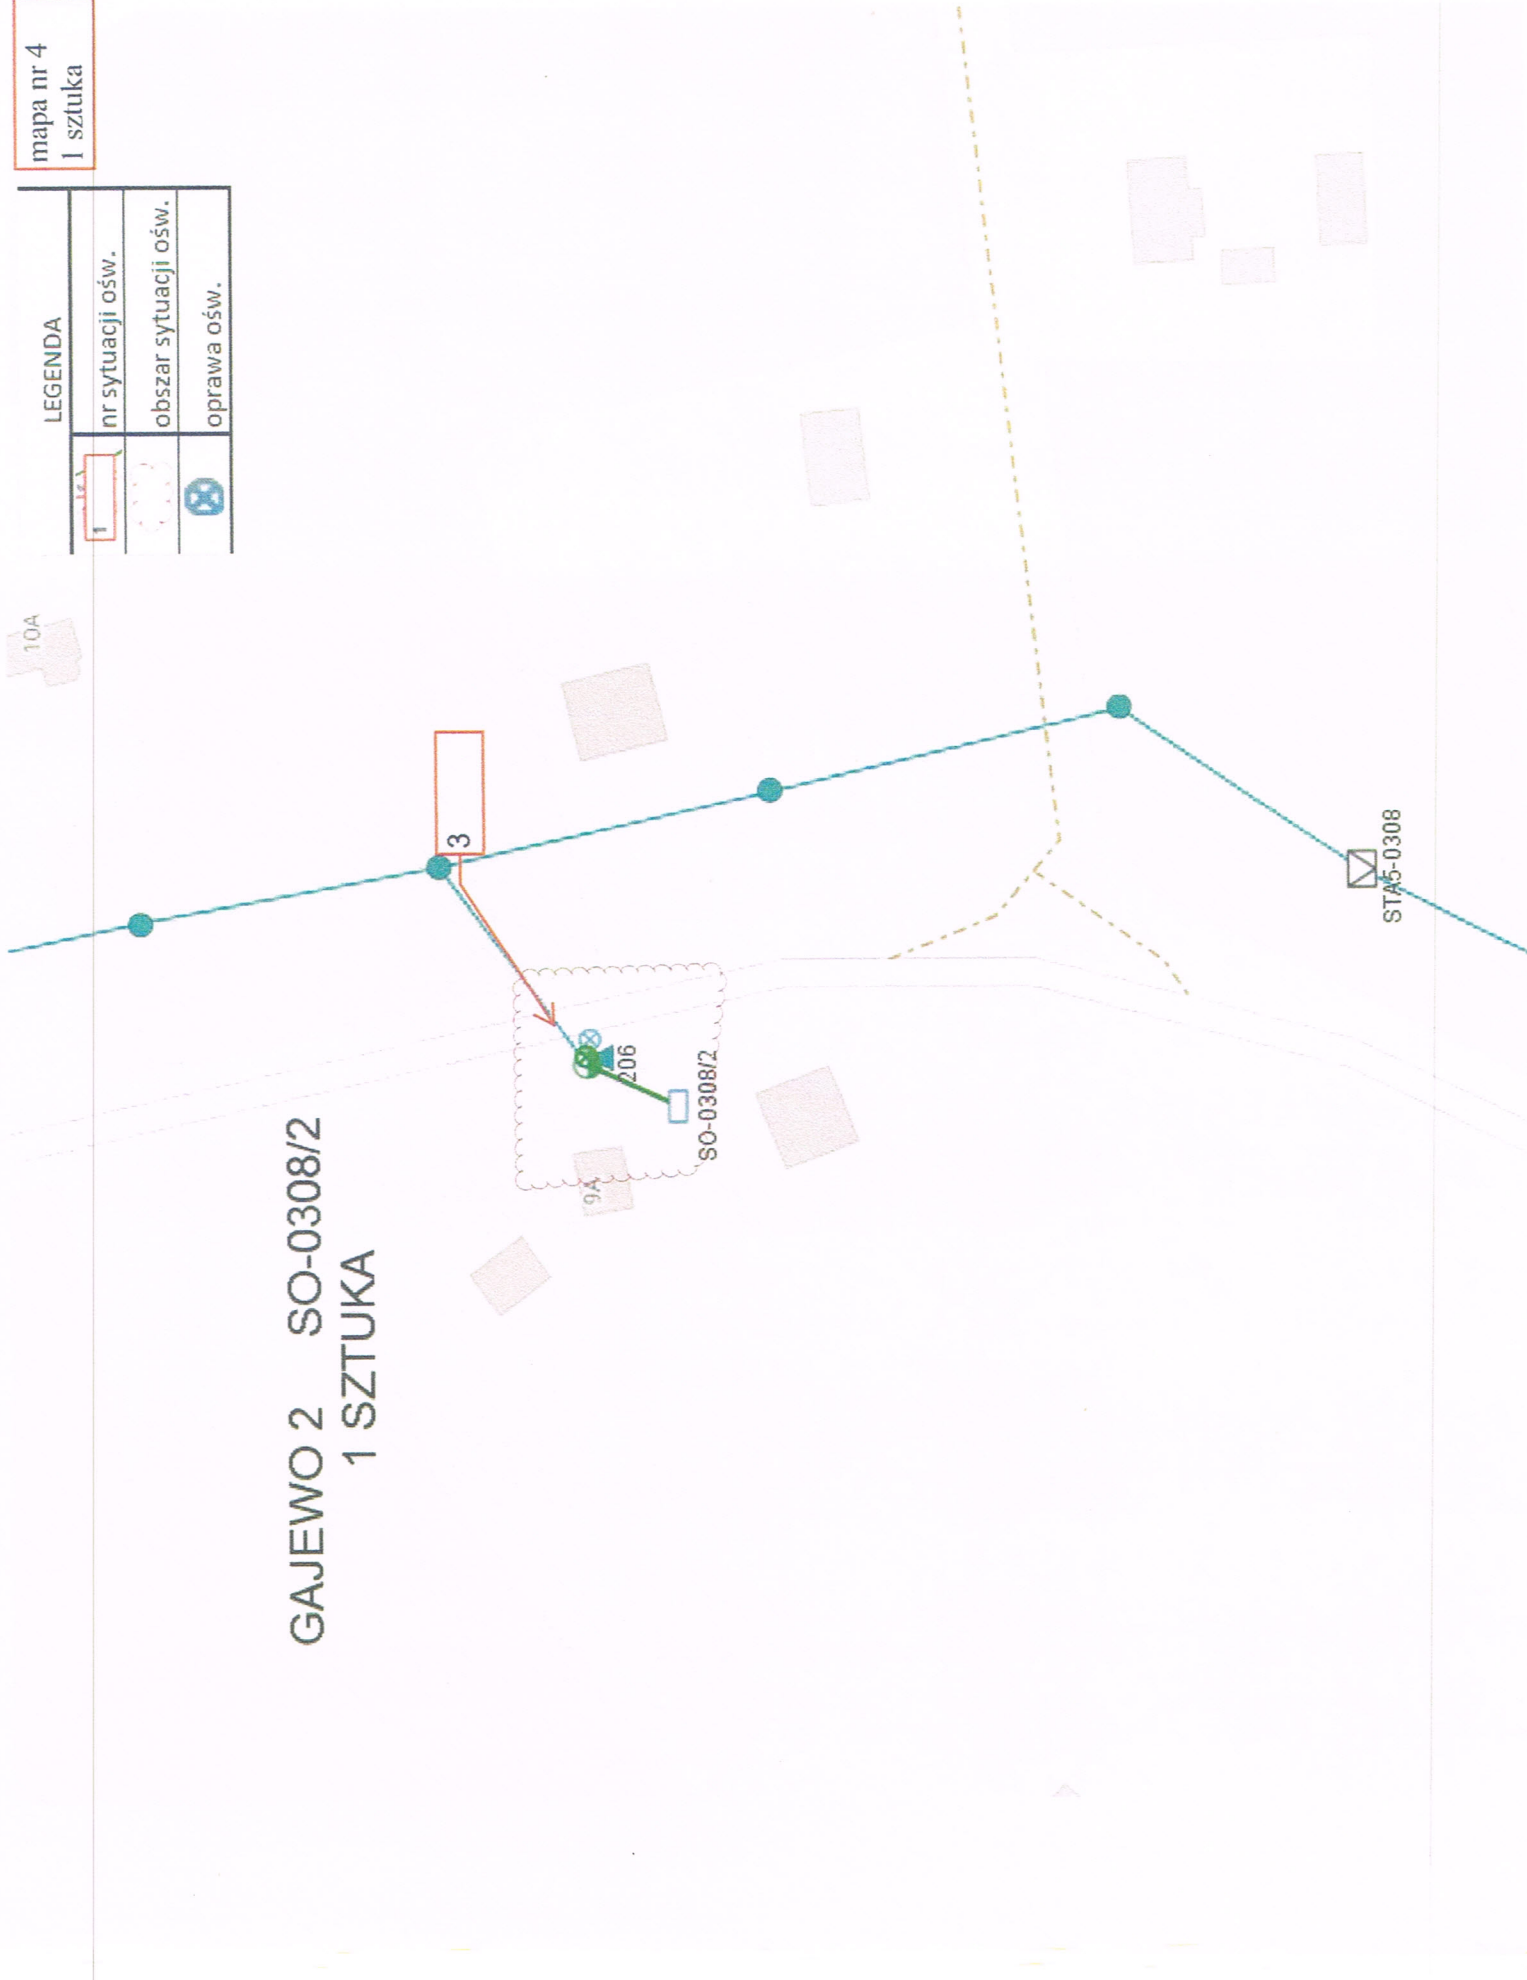 mapa nr 4
1 sztuka
LEGENDA
1
nr sytuacji ośw.
obszar sytuacji ośw.
oprawa ośw.
10A
3
GAJEWO 2 SO-0308/2
1 SZTUKA
9A
206
SO-0308/2
STA5-0308